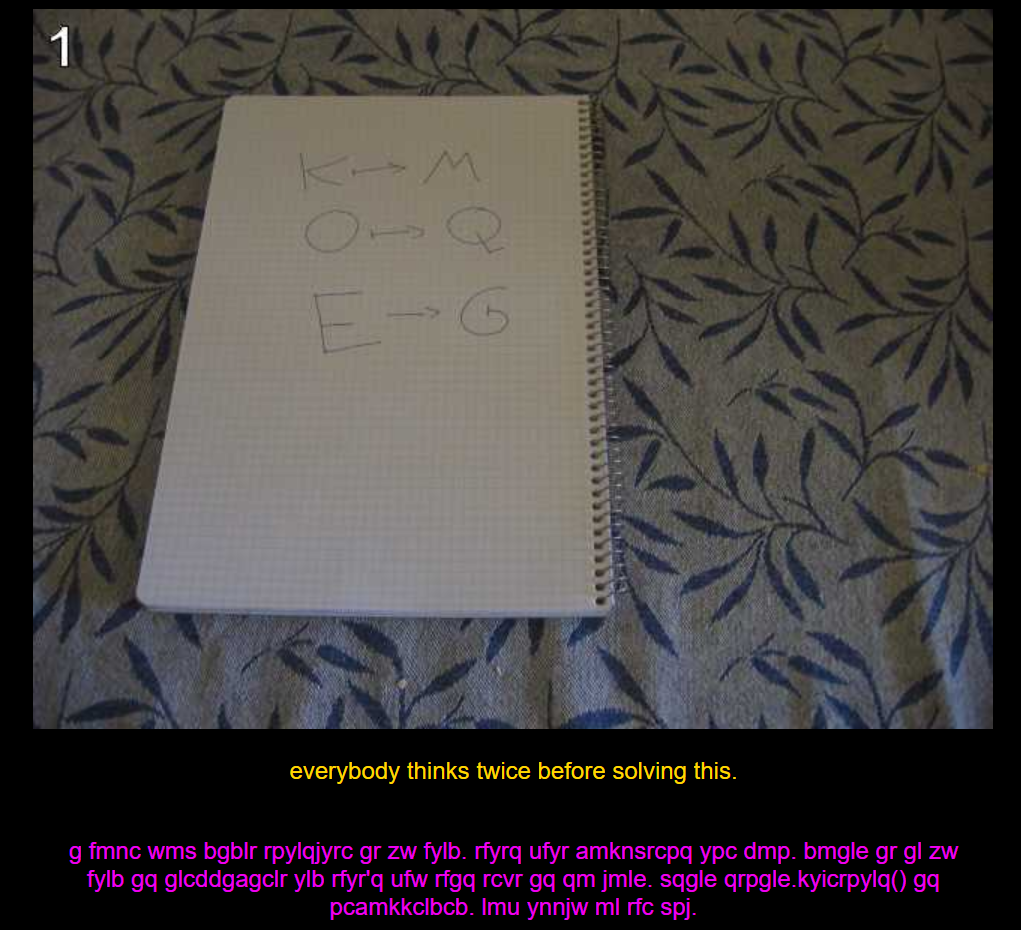 1
K → M
O → Q
E → G
everybody thinks twice before solving this.
g fmnc wms bgblr rpylqjyrc gr zw fylb. rfyrq ufyr amknsrcpq ypc dmp. bmgle gr gl zw
fylb gq glcddgagclr ylb rfyr'q ufw rfgq rcvr gq qm jmle. sqgle qrpgle.kyicrpylq() gq
pcamkkclbcb. lmu ynnjw ml rfc spj.